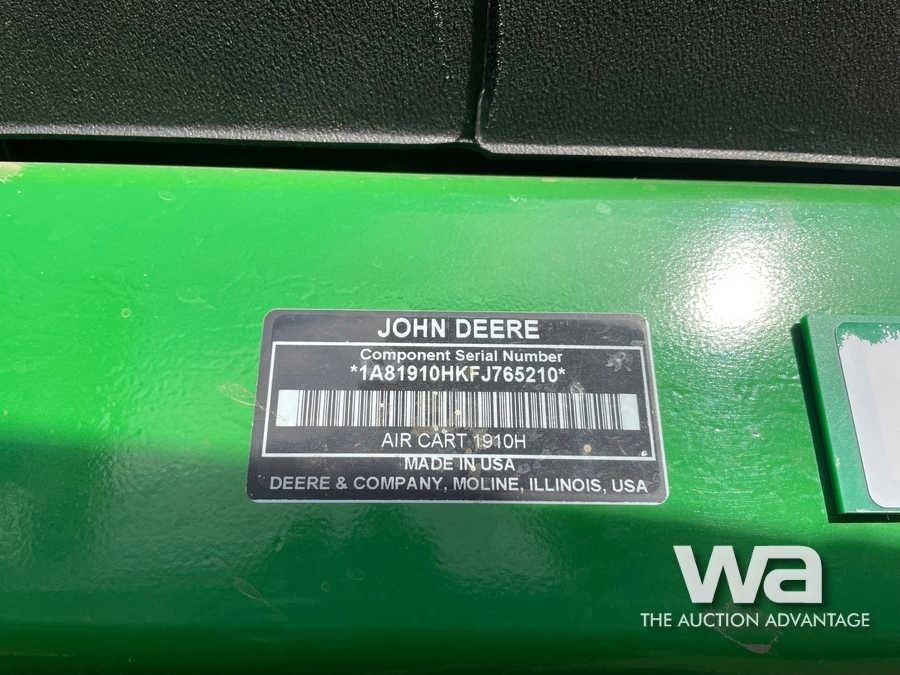 JOHN DEERE
Component Serial Number
*1A81910HKFJ765210*
AIR CART 1910H
MADE IN USA
DEERE & COMPANY, MOLINE, ILLINOIS, USA
wa
THE AUCTION ADVANTAGE